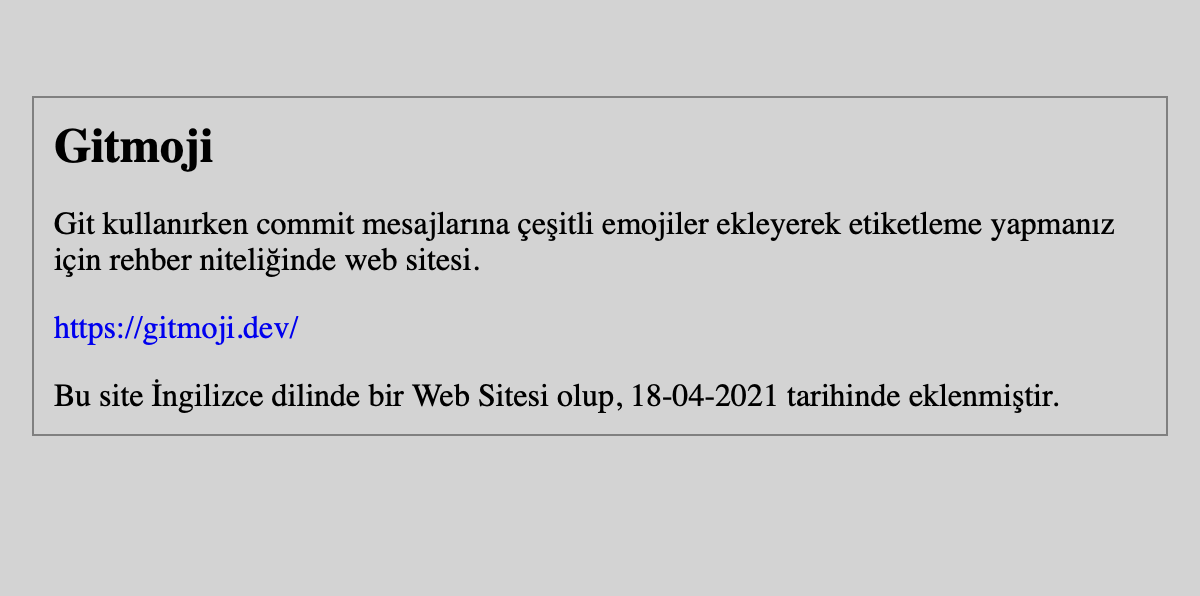 Gitmoji
Git kullanırken commit mesajlarına çeşitli emojiler ekleyerek etiketleme yapmanız
için rehber niteliğinde web sitesi.
https://gitmoji.dev/
Bu site İngilizce dilinde bir Web Sitesi olup, 18-04-2021 tarihinde eklenmiştir.